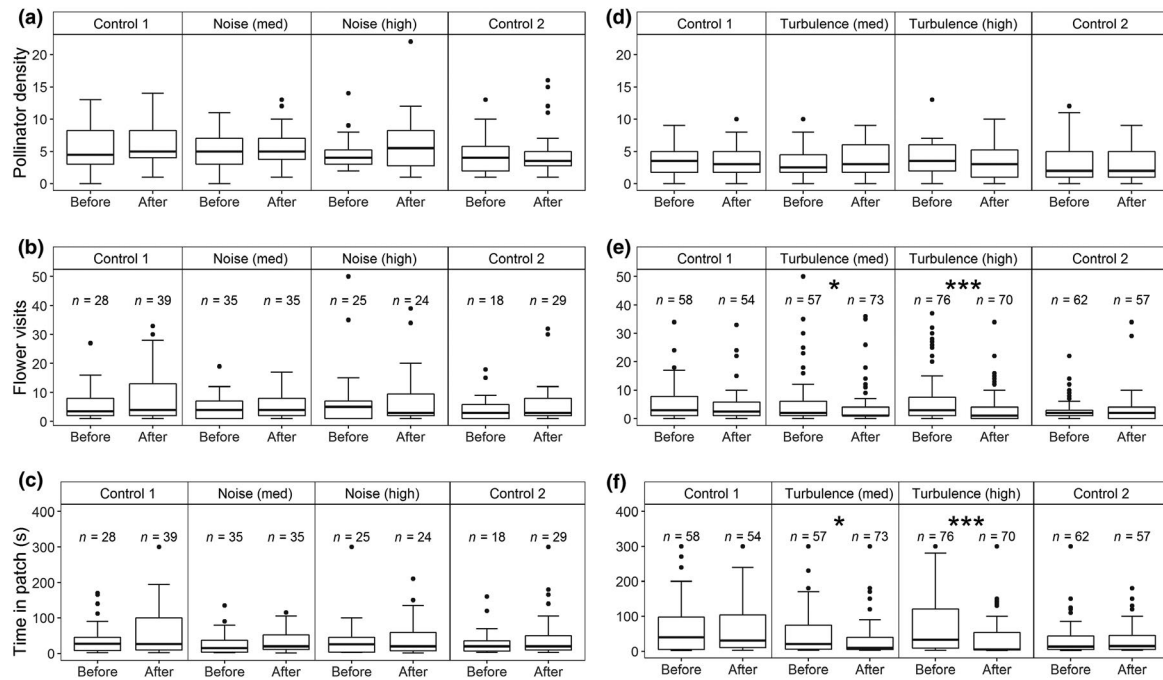 (a)
Control 1 Noise (med) Noise (high) Control 2
Pollinator density
20
15
10
5
0
Before After Before After Before After Before After
(d)
Control 1 Turbulence (med) Turbulence (high) Control 2
20
15
10
5
0
Before After Before After Before After Before After
(b)
Control 1 Noise (med) Noise (high) Control 2
Flower visits
50
40
30
20
10
0
n = 28 n = 39 n = 35 n = 35 n = 25 n = 24 n = 18 n = 29
Before After Before After Before After Before After
(e)
Control 1 Turbulence (med) Turbulence (high) Control 2
* ***
50
40
30
20
10
0
n = 58 n = 54 n = 57 n = 73 n = 76 n = 70 n = 62 n = 57
Before After Before After Before After Before After
(c)
Control 1 Noise (med) Noise (high) Control 2
Time in patch (s)
400
300
200
100
0
n = 28 n = 39 n = 35 n = 35 n = 25 n = 24 n = 18 n = 29
Before After Before After Before After Before After
(f)
Control 1 Turbulence (med) Turbulence (high) Control 2
* ***
400
300
200
100
0
n = 58 n = 54 n = 57 n = 73 n = 76 n = 70 n = 62 n = 57
Before After Before After Before After Before After